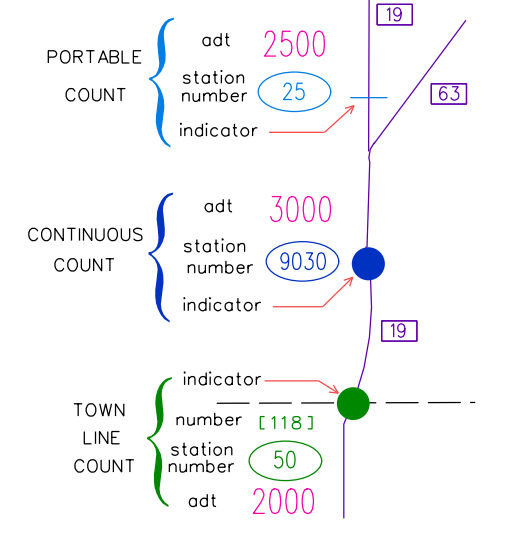 19
PORTABLE
COUNT
adt 2500
station
number 25
indicator
63
CONTINUOUS
COUNT
adt 3000
station
number 9030
indicator
19
TOWN
LINE
COUNT
indicator
number [118]
station
number 50
adt 2000